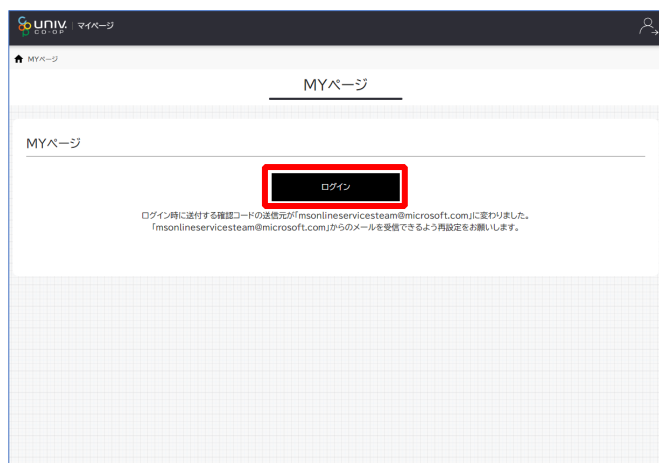 UNIV. マイページ
CO-OP
MYページ
MYページ
MYページ
ログイン
ログイン時に送付する確認コードの送信元が「msonlineservicesteam@microsoft.com」に変わりました。
「msonlineservicesteam@microsoft.com」からのメールを受信できるよう再設定をお願いします。